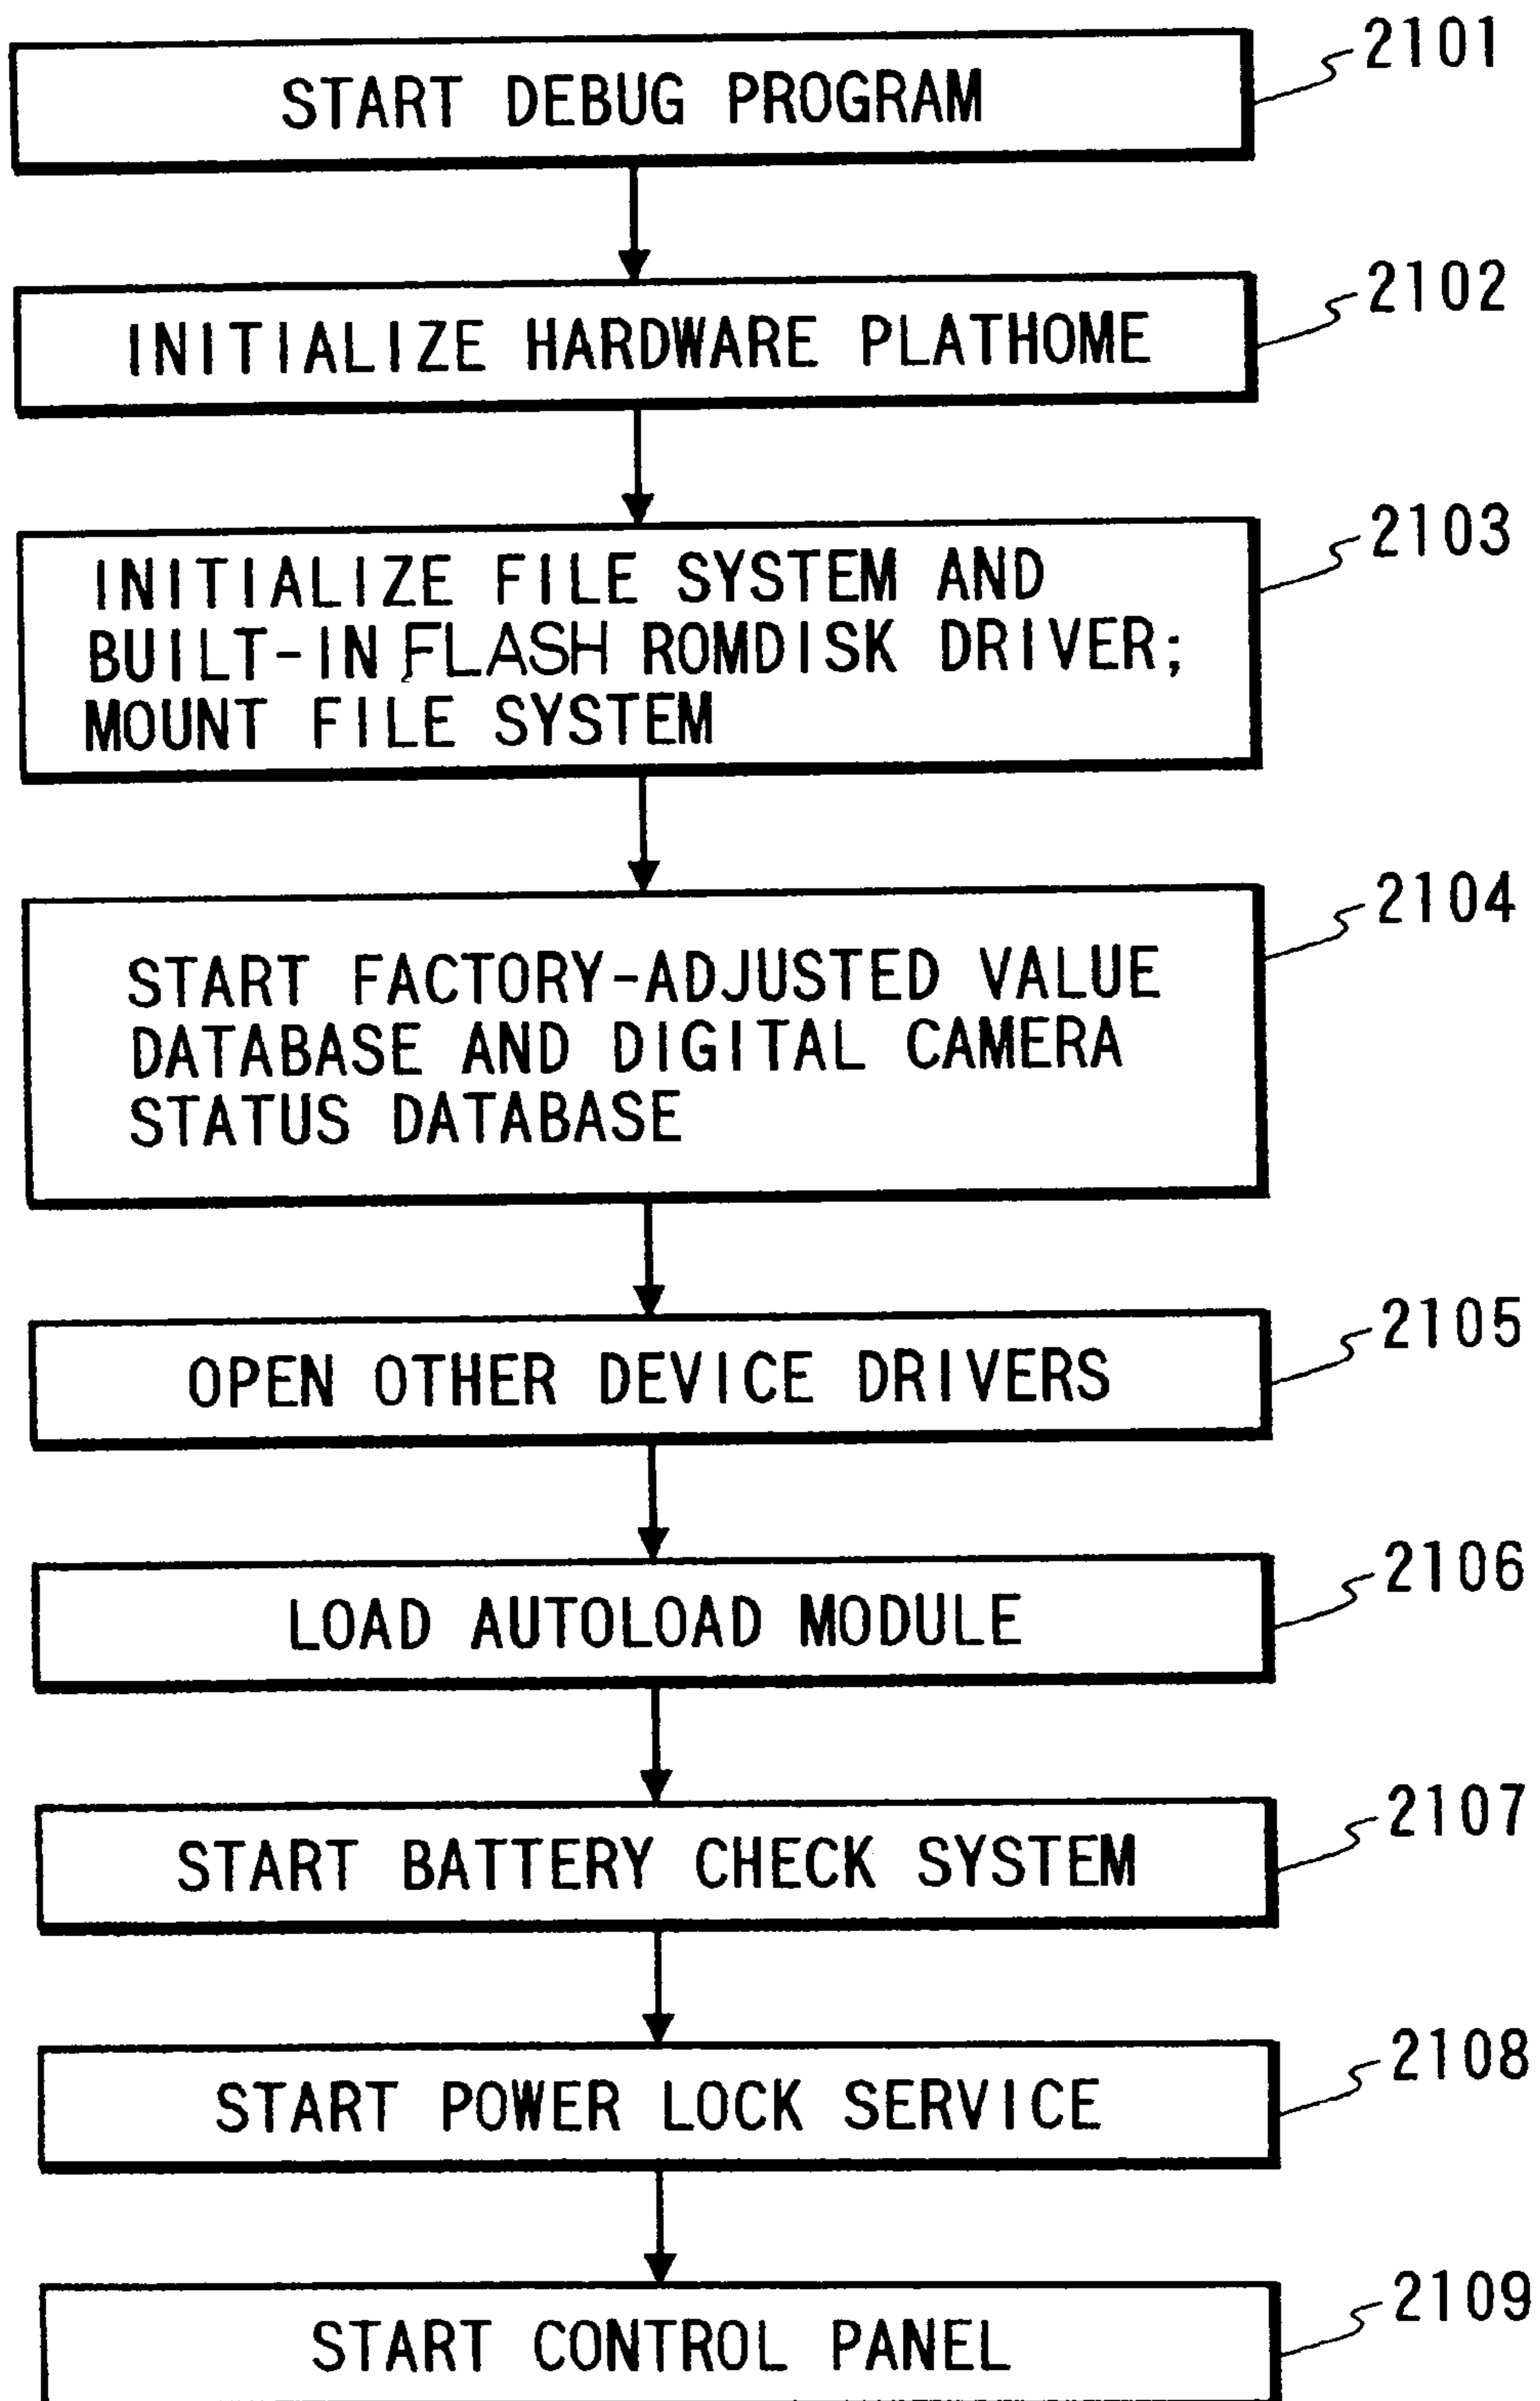 2101
START DEBUG PROGRAM
2102
INITIALIZE HARDWARE PLATHOME
2103
INITIALIZE FILE SYSTEM AND
BUILT-IN FLASH ROMDISK DRIVER;
MOUNT FILE SYSTEM
2104
START FACTORY-ADJUSTED VALUE
DATABASE AND DIGITAL CAMERA
STATUS DATABASE
2105
OPEN OTHER DEVICE DRIVERS
2106
LOAD AUTOLOAD MODULE
2107
START BATTERY CHECK SYSTEM
2108
START POWER LOCK SERVICE
2109
START CONTROL PANEL